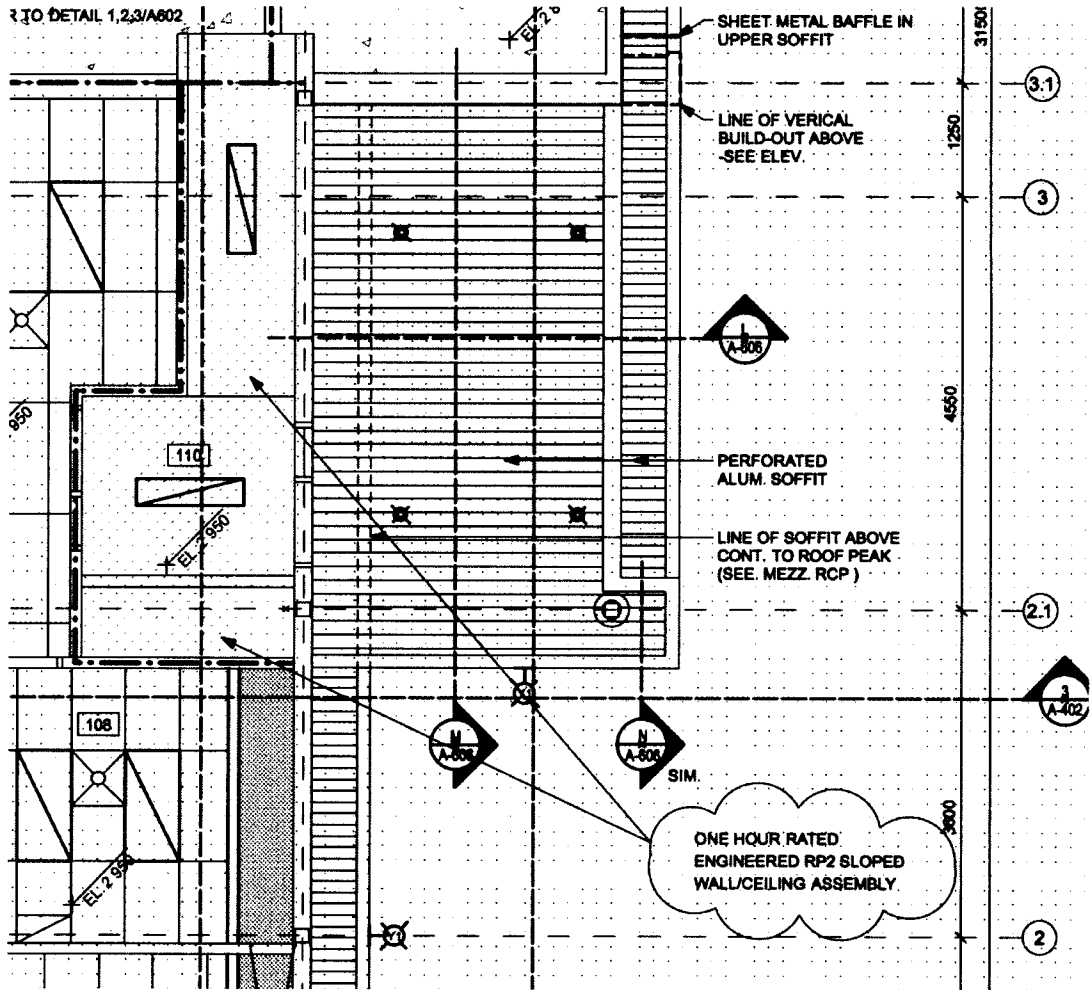 R TO DETAIL 1,2,3/A602
SHEET METAL BAFFLE IN
UPPER SOFFIT
3150
3.1
LINE OF VERICAL
BUILD-OUT ABOVE
-SEE ELEV.
1250
3
L
A-606
4550
950
110
PERFORATED
ALUM. SOFFIT
EL. 2 950
LINE OF SOFFIT ABOVE
CONT. TO ROOF PEAK
(SEE. MEZZ. RCP )
2.1
3
A-402
108
M
A-606
N
A-606
SIM.
ONE HOUR RATED
ENGINEERED RP2 SLOPED
WALL/CEILING ASSEMBLY
3600
EL. 2 950
Y1
2